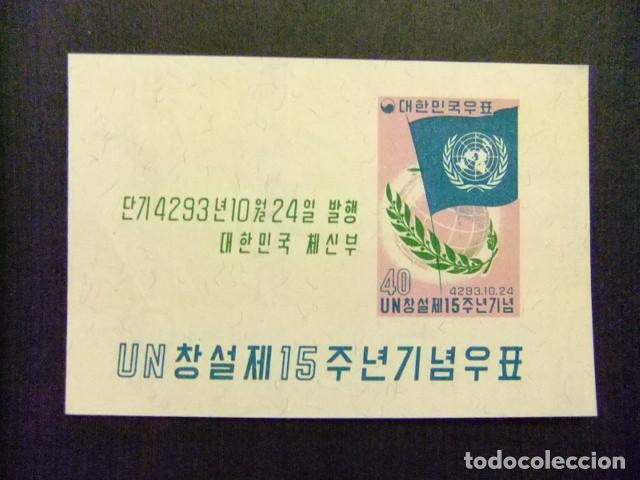 대한민국우표
단기4293년10월24일 발행
대한민국 체신부
40
4293.10.24
UN창설제15주년기념
UN창설제15주년기념우표
todocoleccion.net